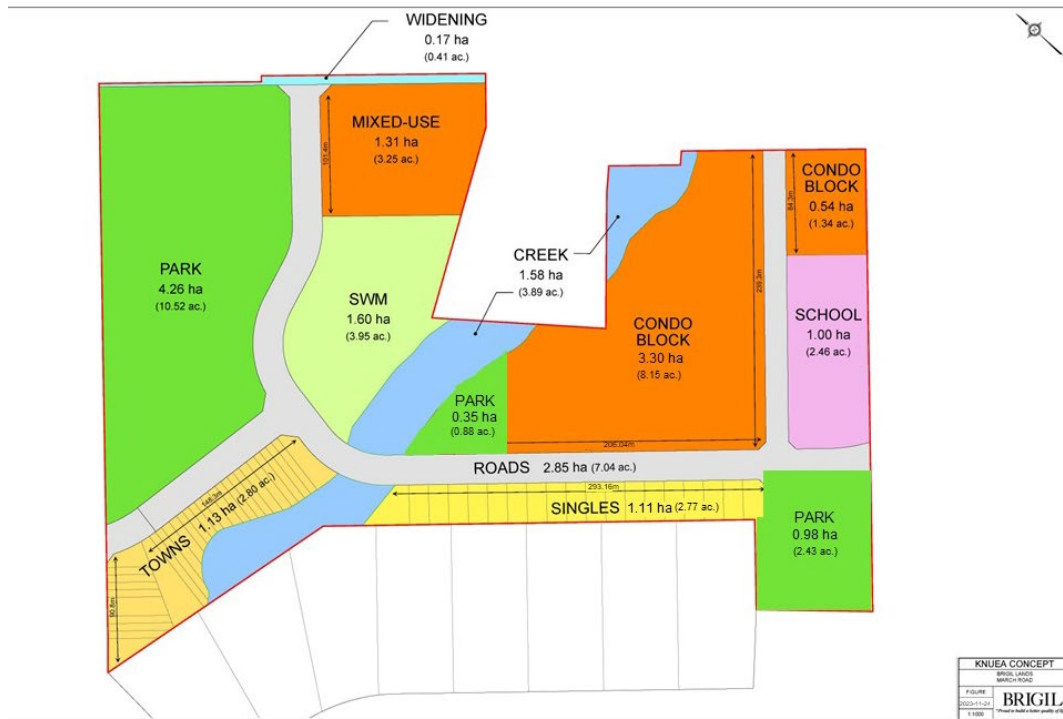 WIDENING
0.17 ha
(0.41 ac.)
MIXED-USE
1.31 ha
(3.25 ac.)
101.4m
CONDO
BLOCK
0.54 ha
(1.34 ac.)
84.3m
PARK
4.26 ha
(10.52 ac.)
CREEK
1.58 ha
(3.89 ac.)
SWM
1.60 ha
(3.95 ac.)
CONDO
BLOCK
3.30 ha
(8.15 ac.)
239.3m
SCHOOL
1.00 ha
(2.46 ac.)
PARK
0.35 ha
(0.88 ac.)
206.04m
ROADS 2.85 ha (7.04 ac.)
148.3m
TOWNS 1.13 ha (2.80 ac.)
90.8m
293.16m
SINGLES 1.11 ha (2.77 ac.)
PARK
0.98 ha
(2.43 ac.)
KNUEA CONCEPT
BRIGIL LANDS
MARCH ROAD
FIGURE
1:1000
BRIGIL